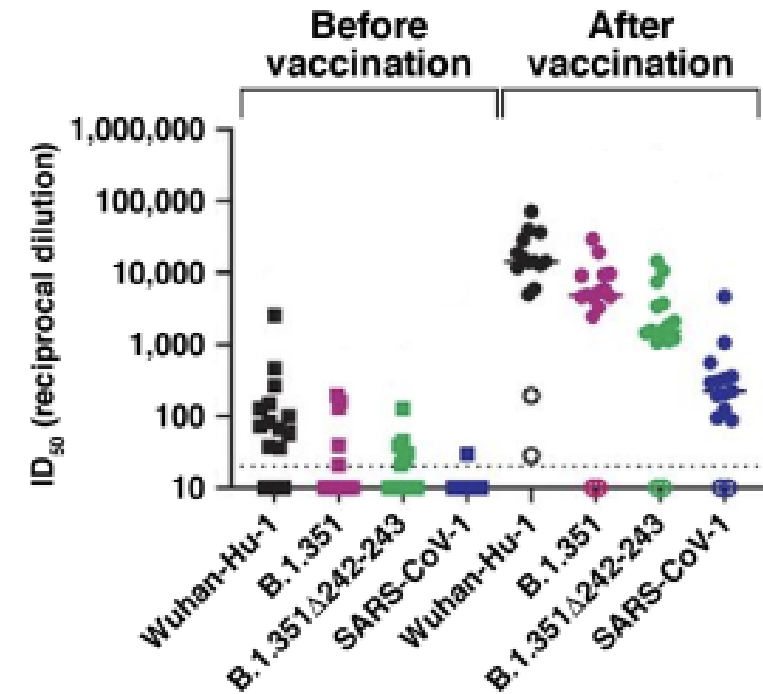 Before
vaccination
After
vaccination
ID50 (reciprocal dilution)
1,000,000
100,000
10,000
1,000
100
10
Wuhan-Hu-1
B.1.351
B.1.351Δ242-243
SARS-CoV-1
Wuhan-Hu-1
B.1.351
B.1.351Δ242-243
SARS-CoV-1